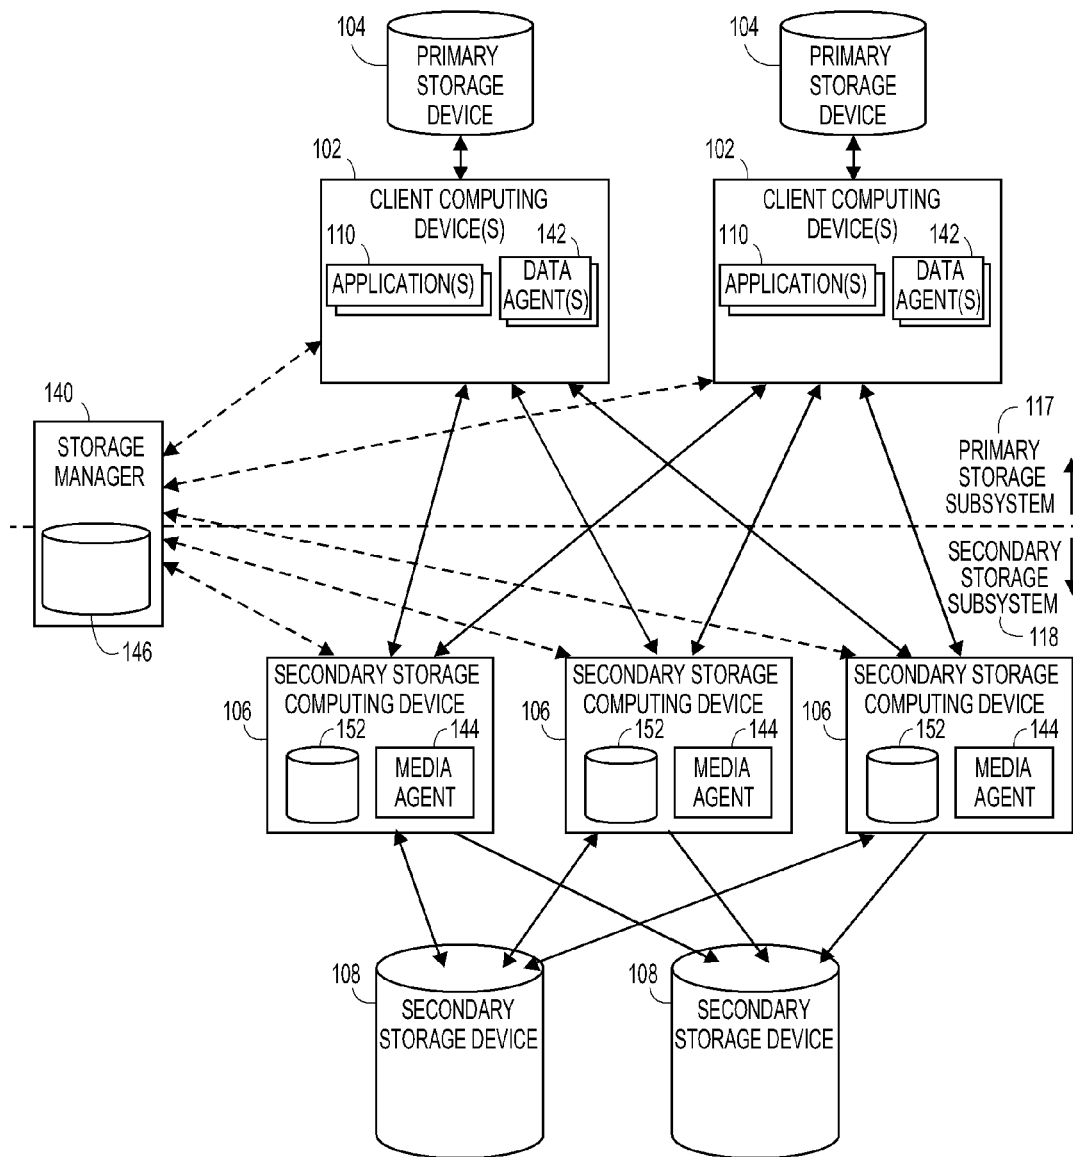 104
PRIMARY
STORAGE
DEVICE
104
PRIMARY
STORAGE
DEVICE
102
CLIENT COMPUTING
DEVICE(S)
110
APPLICATION(S)
142
DATA
AGENT(S)
102
CLIENT COMPUTING
DEVICE(S)
110
APPLICATION(S)
142
DATA
AGENT(S)
140
STORAGE
MANAGER
146
117
PRIMARY
STORAGE
SUBSYSTEM
SECONDARY
STORAGE
SUBSYSTEM
118
SECONDARY STORAGE
COMPUTING DEVICE
106
152
144
MEDIA
AGENT
SECONDARY STORAGE
COMPUTING DEVICE
106
152
144
MEDIA
AGENT
SECONDARY STORAGE
COMPUTING DEVICE
106
152
144
MEDIA
AGENT
108
SECONDARY
STORAGE DEVICE
108
SECONDARY
STORAGE DEVICE